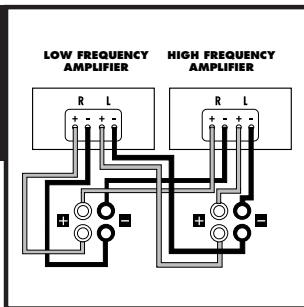 LOW FREQUENCY
AMPLIFIER
HIGH FREQUENCY
AMPLIFIER
R L
+ - + -
R L
+ - + -
+ -
+ -